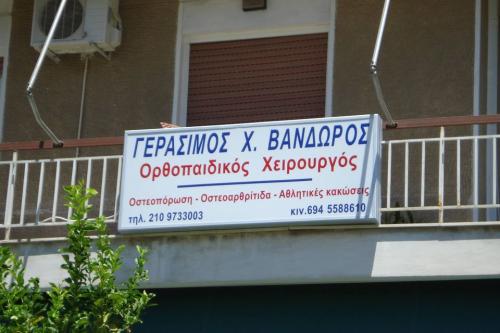 ΓΕΡΑΣΙΜΟΣ Χ. ΒΑΝΔΩΡΟΣ
Ορθοπαιδικός Χειρουργός
Οστεοπόρωση - Οστεοαρθρίτιδα - Αθλητικές κακώσεις
τηλ. 210 9733003 κιν.694 5588610